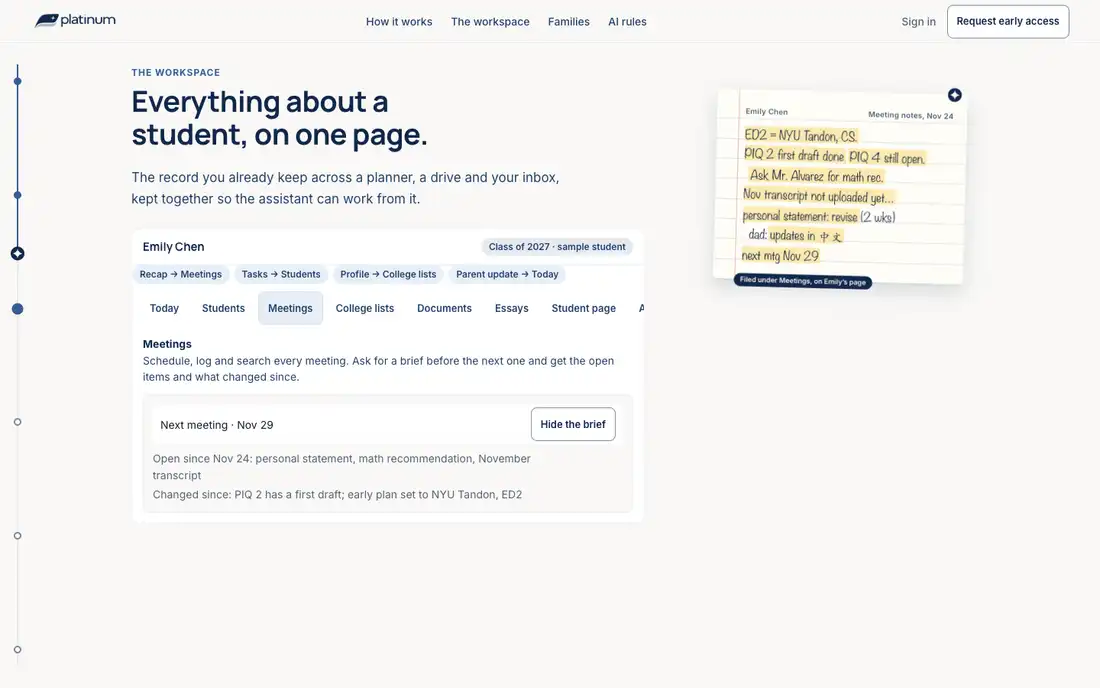 platinum
How it works
The workspace
Families
AI rules
Sign in
Request early access
THE WORKSPACE
Everything about a
student, on one page.
The record you already keep across a planner, a drive and your inbox,
kept together so the assistant can work from it.
Emily Chen
Class of 2027 · sample student
Recap → Meetings
Tasks → Students
Profile → College lists
Parent update → Today
Today
Students
Meetings
College lists
Documents
Essays
Student page
Meetings
Schedule, log and search every meeting. Ask for a brief before the next one and get the open
items and what changed since.
Next meeting · Nov 29
Hide the brief
Open since Nov 24: personal statement, math recommendation, November
transcript
Changed since: PIQ 2 has a first draft; early plan set to NYU Tandon, ED2
Emily Chen
Meeting notes, Nov 24
ED2 = NYU Tandon, CS.
PIQ 2 first draft done. PIQ 4 still open.
Ask Mr. Alvarez for math rec.
Nov transcript not uploaded yet...
personal statement: revise (2 wks)
dad: updates in 中文
next mtg Nov 29
Filed under Meetings, on Emily's page